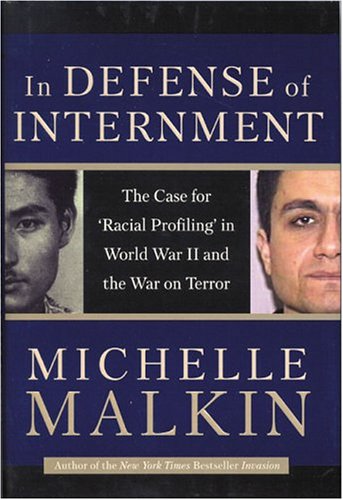 In DEFENSE of
INTERNMENT
The Case for
‘Racial Profiling’ in
World War II and
the War on Terror
MICHELLE
MALKIN
Author of the New York Times Bestseller Invasion